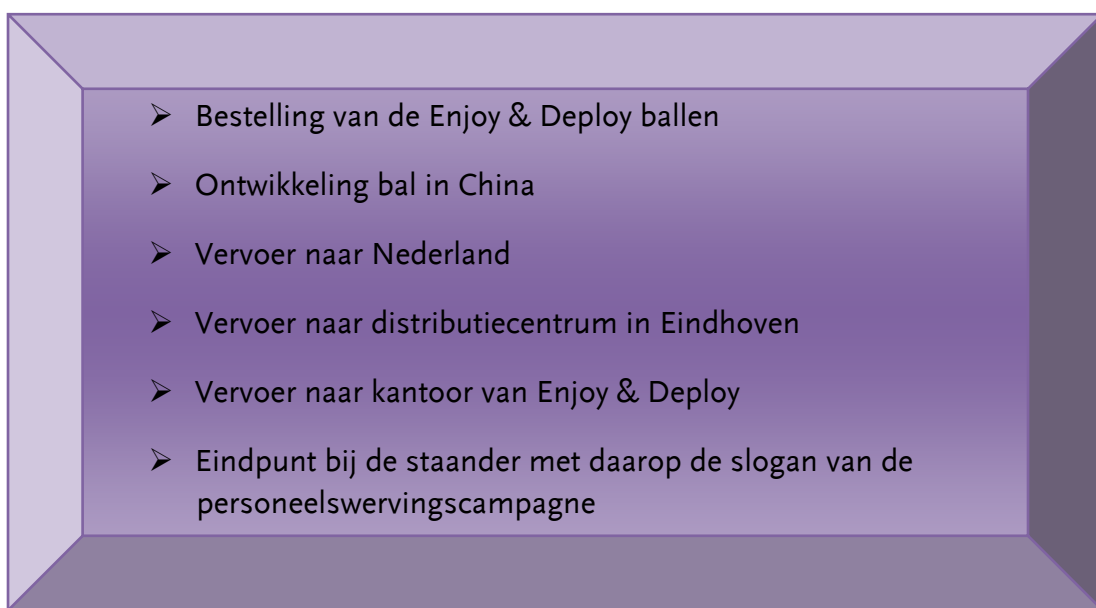 ➢ Bestelling van de Enjoy & Deploy ballen
➢ Ontwikkeling bal in China
➢ Vervoer naar Nederland
➢ Vervoer naar distributiecentrum in Eindhoven
➢ Vervoer naar kantoor van Enjoy & Deploy
➢ Eindpunt bij de staander met daarop de slogan van de
personeelswervingscampagne